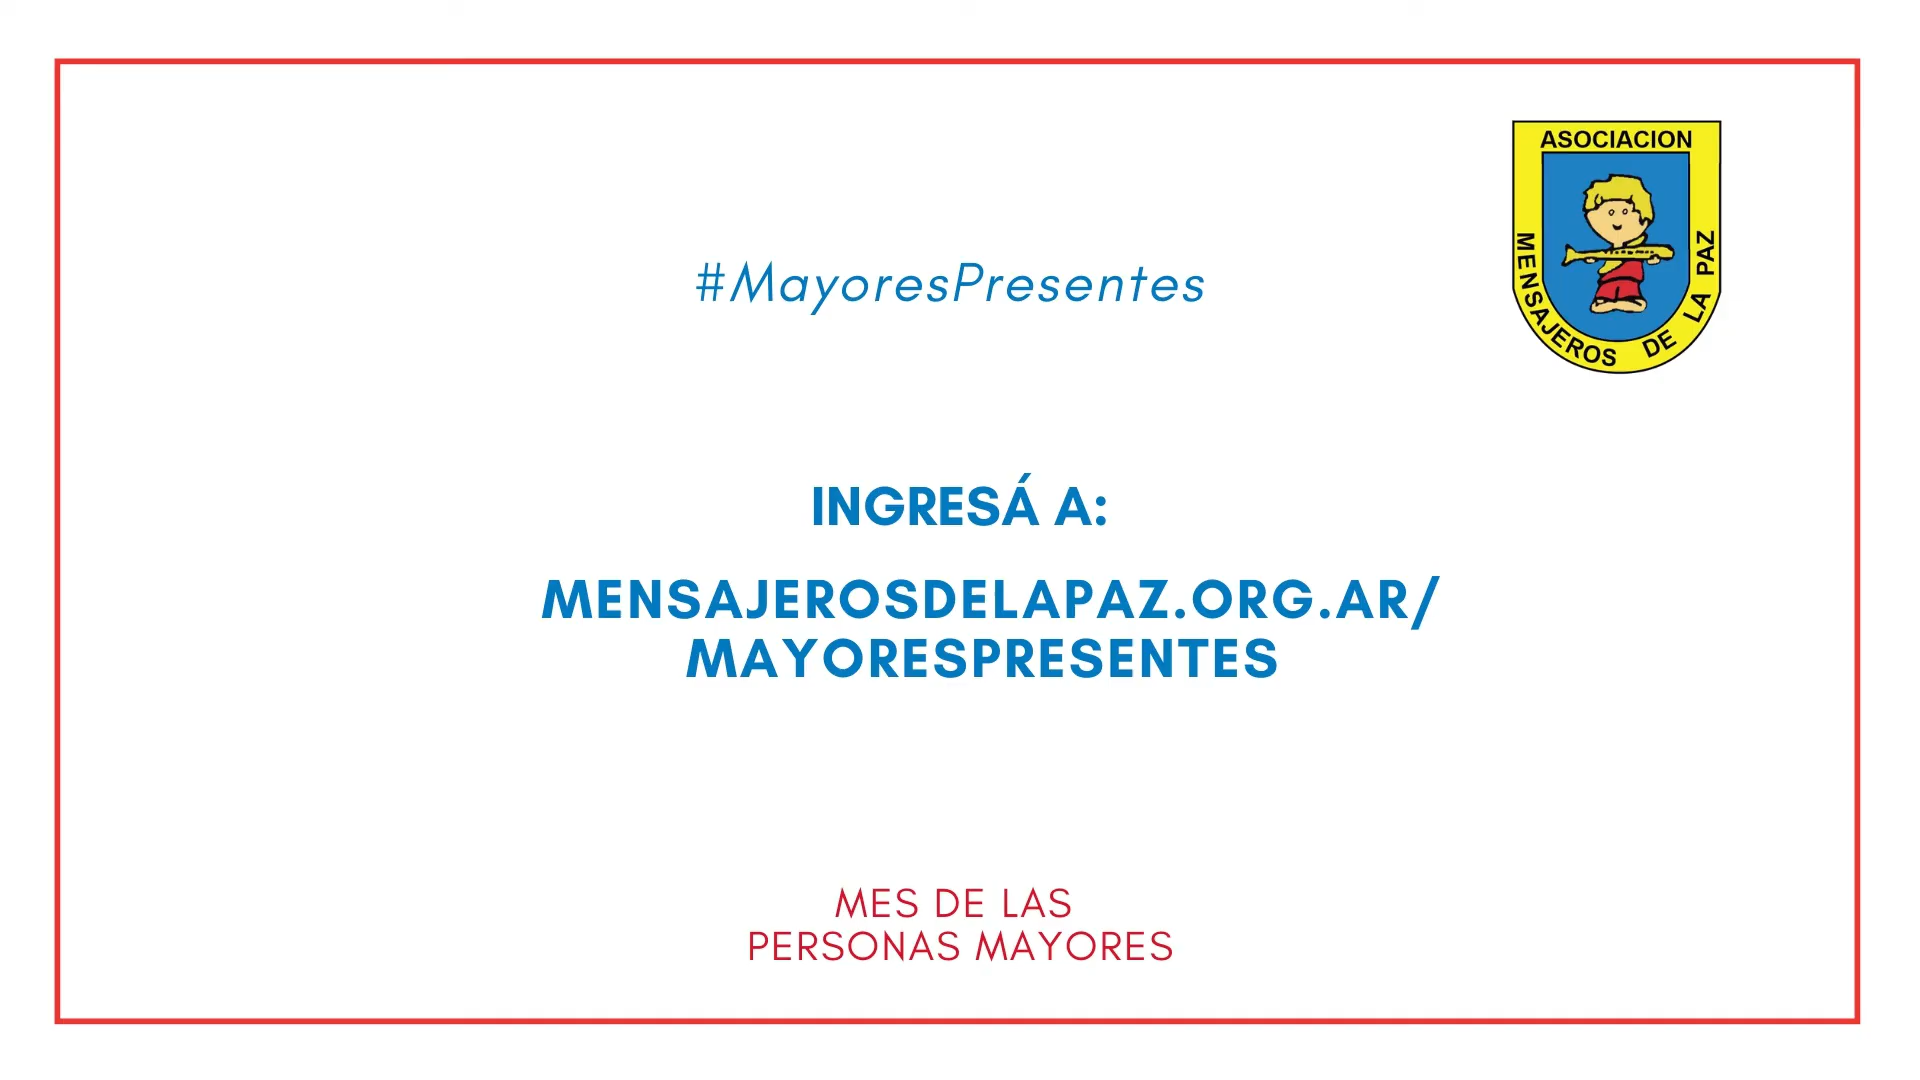 ASOCIACION
MENSAJEROS DE LA PAZ
#MayoresPresentes
INGRESÁ A:
MENSAJEROSDELAPAZ.ORG.AR/
MAYORESPRESENTES
MES DE LAS
PERSONAS MAYORES